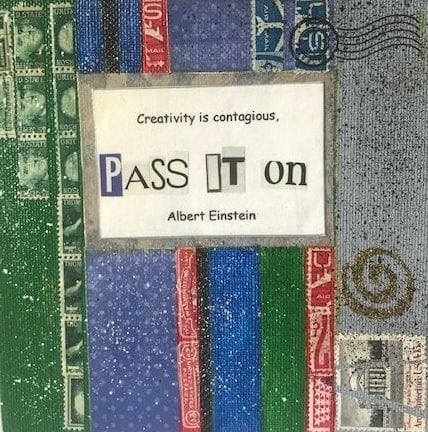 Creativity is contagious,
PASS IT on
Albert Einstein